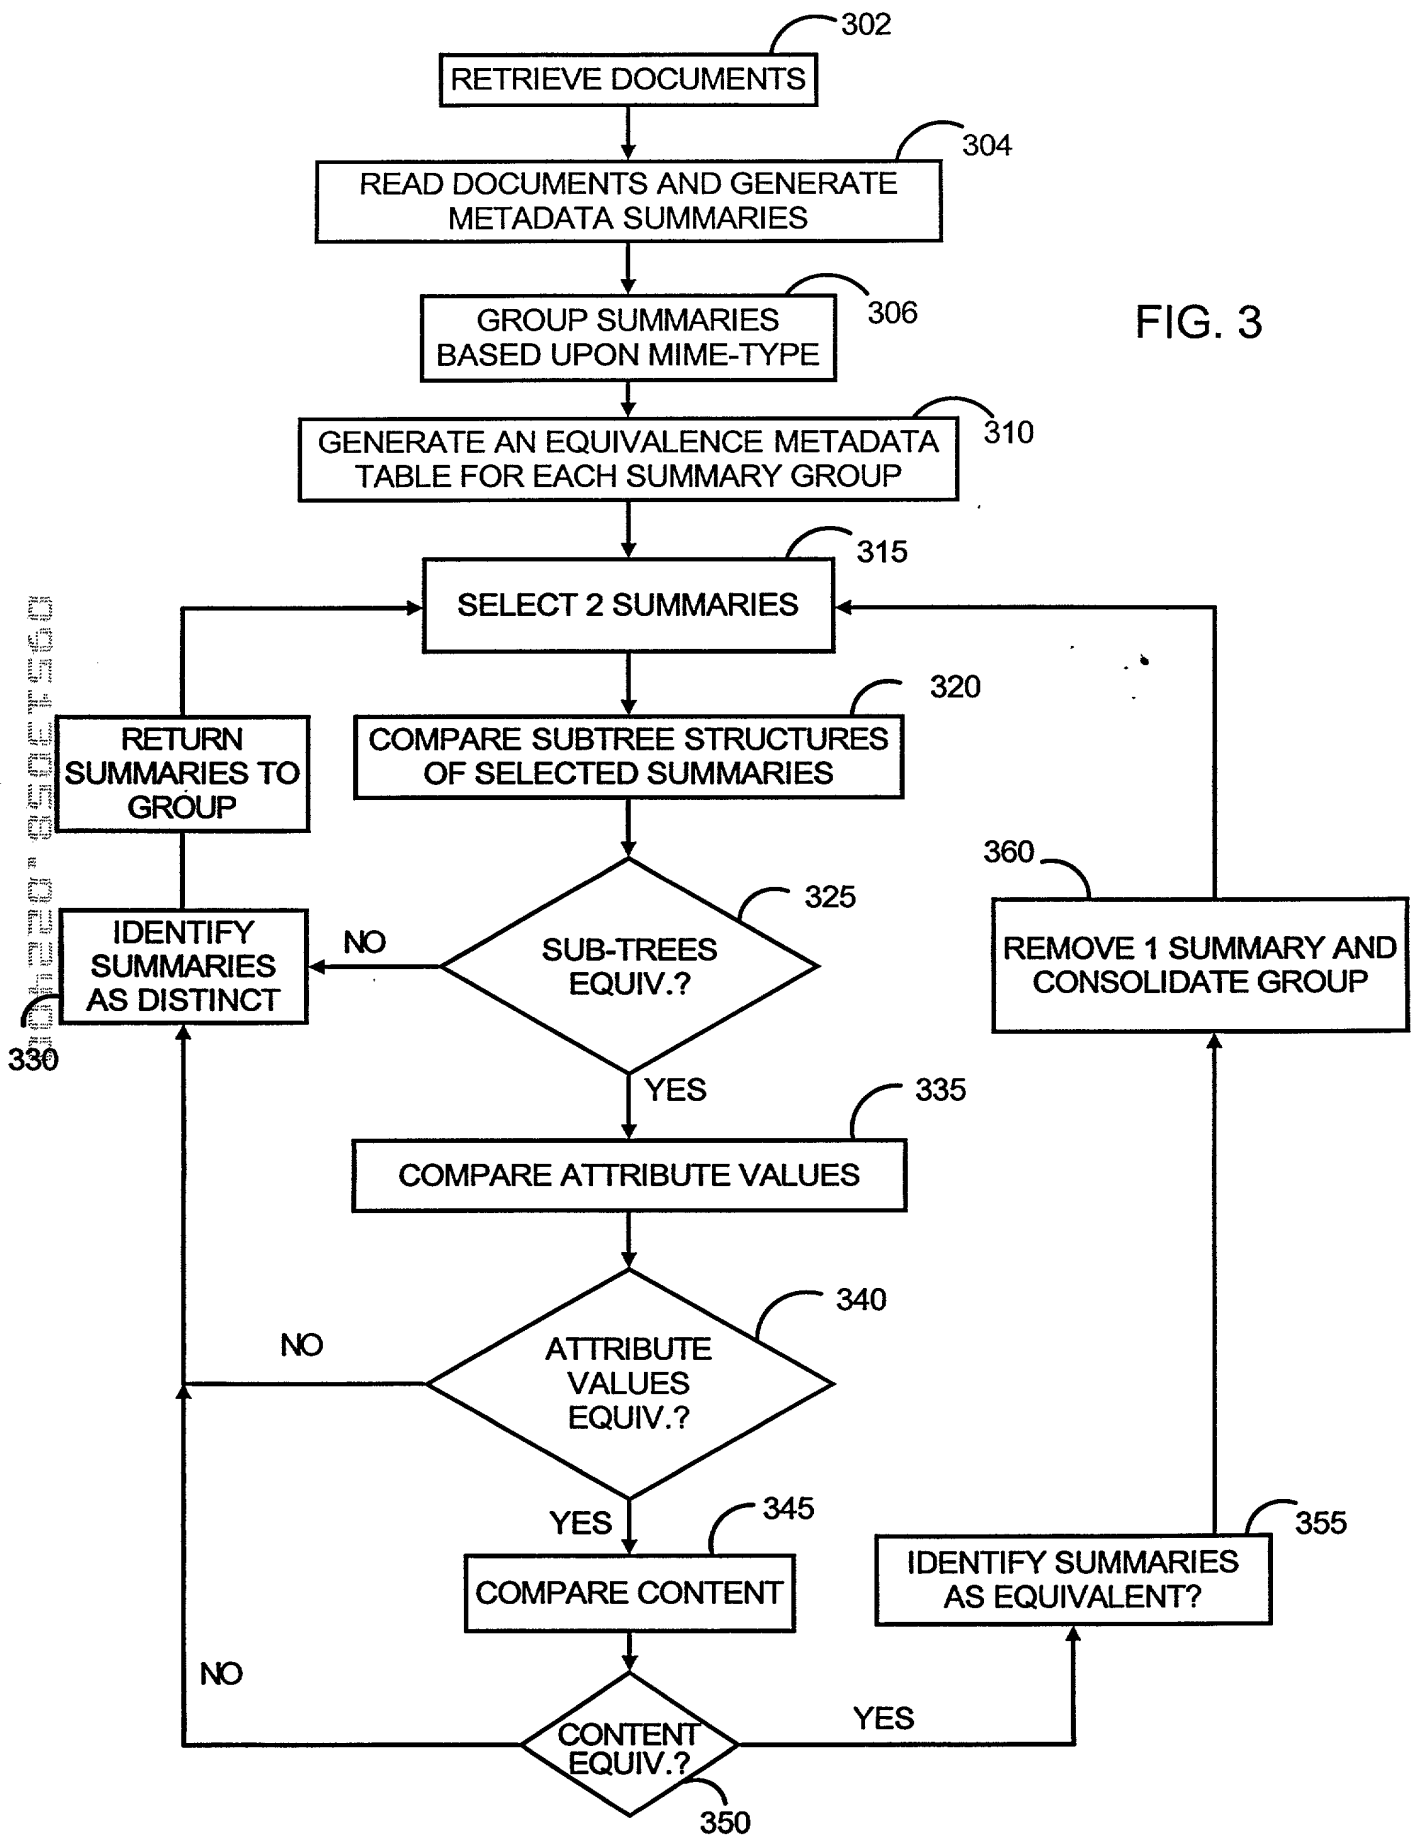 302
RETRIEVE DOCUMENTS
304
READ DOCUMENTS AND GENERATE
METADATA SUMMARIES
306
GROUP SUMMARIES
BASED UPON MIME-TYPE
FIG. 3
310
GENERATE AN EQUIVALENCE METADATA
TABLE FOR EACH SUMMARY GROUP
315
SELECT 2 SUMMARIES
320
COMPARE SUBTREE STRUCTURES
OF SELECTED SUMMARIES
RETURN
SUMMARIES TO
GROUP
325
SUB-TREES
EQUIV.?
NO
IDENTIFY
SUMMARIES
AS DISTINCT
330
360
REMOVE 1 SUMMARY AND
CONSOLIDATE GROUP
YES
335
COMPARE ATTRIBUTE VALUES
340
ATTRIBUTE
VALUES
EQUIV.?
NO
YES
345
COMPARE CONTENT
355
IDENTIFY SUMMARIES
AS EQUIVALENT?
NO
CONTENT
EQUIV.?
YES
350